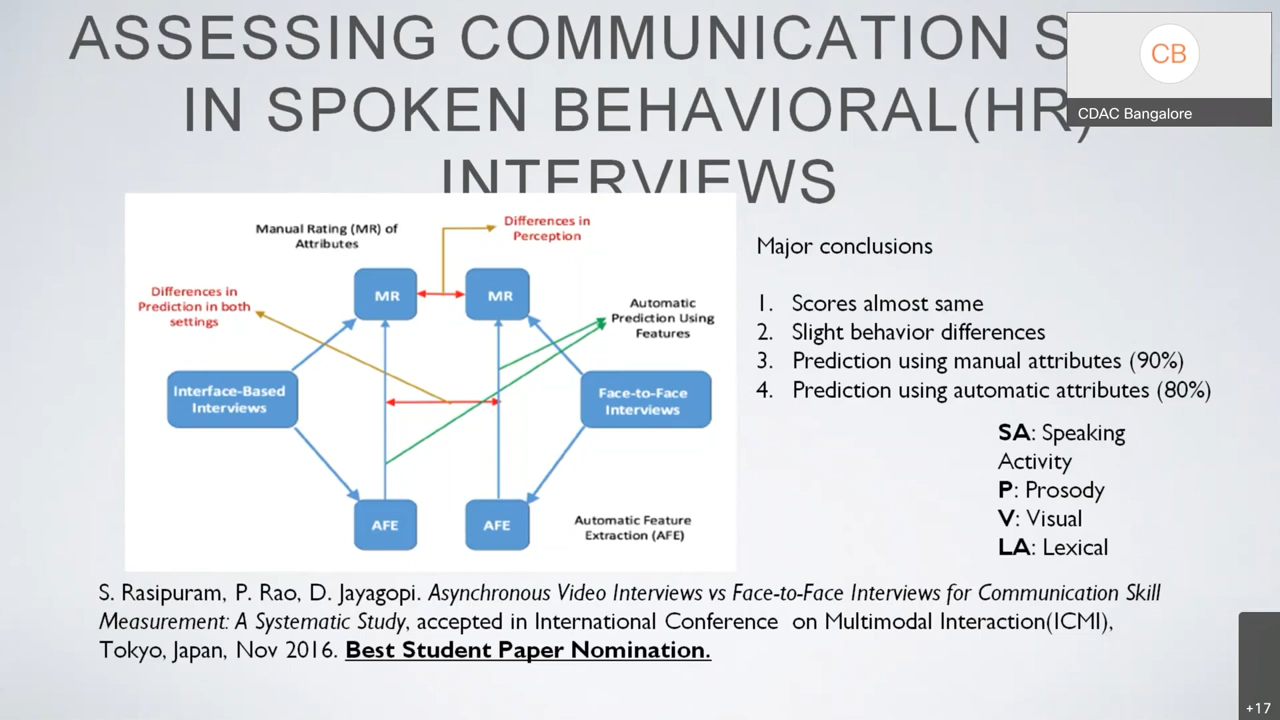 ASSESSING COMMUNICATION
IN SPOKEN BEHAVIORAL(HR)
INTERVIEWS
CB
CDAC Bangalore
Manual Rating (MR) of
Attributes
Differences in
Perception
Differences in
Prediction in both
settings
MR
MR
Automatic
Prediction Using
Features
Interface-Based
Interviews
Face-to-Face
Interviews
AFE
AFE
Automatic Feature
Extraction (AFE)
Major conclusions
1. Scores almost same
2. Slight behavior differences
3. Prediction using manual attributes (90%)
4. Prediction using automatic attributes (80%)
SA: Speaking
Activity
P: Prosody
V: Visual
LA: Lexical
S. Rasipuram, P. Rao, D. Jayagopi. Asynchronous Video Interviews vs Face-to-Face Interviews for Communication Skill
Measurement: A Systematic Study, accepted in International Conference on Multimodal Interaction(ICMI),
Tokyo, Japan, Nov 2016. Best Student Paper Nomination.
+17